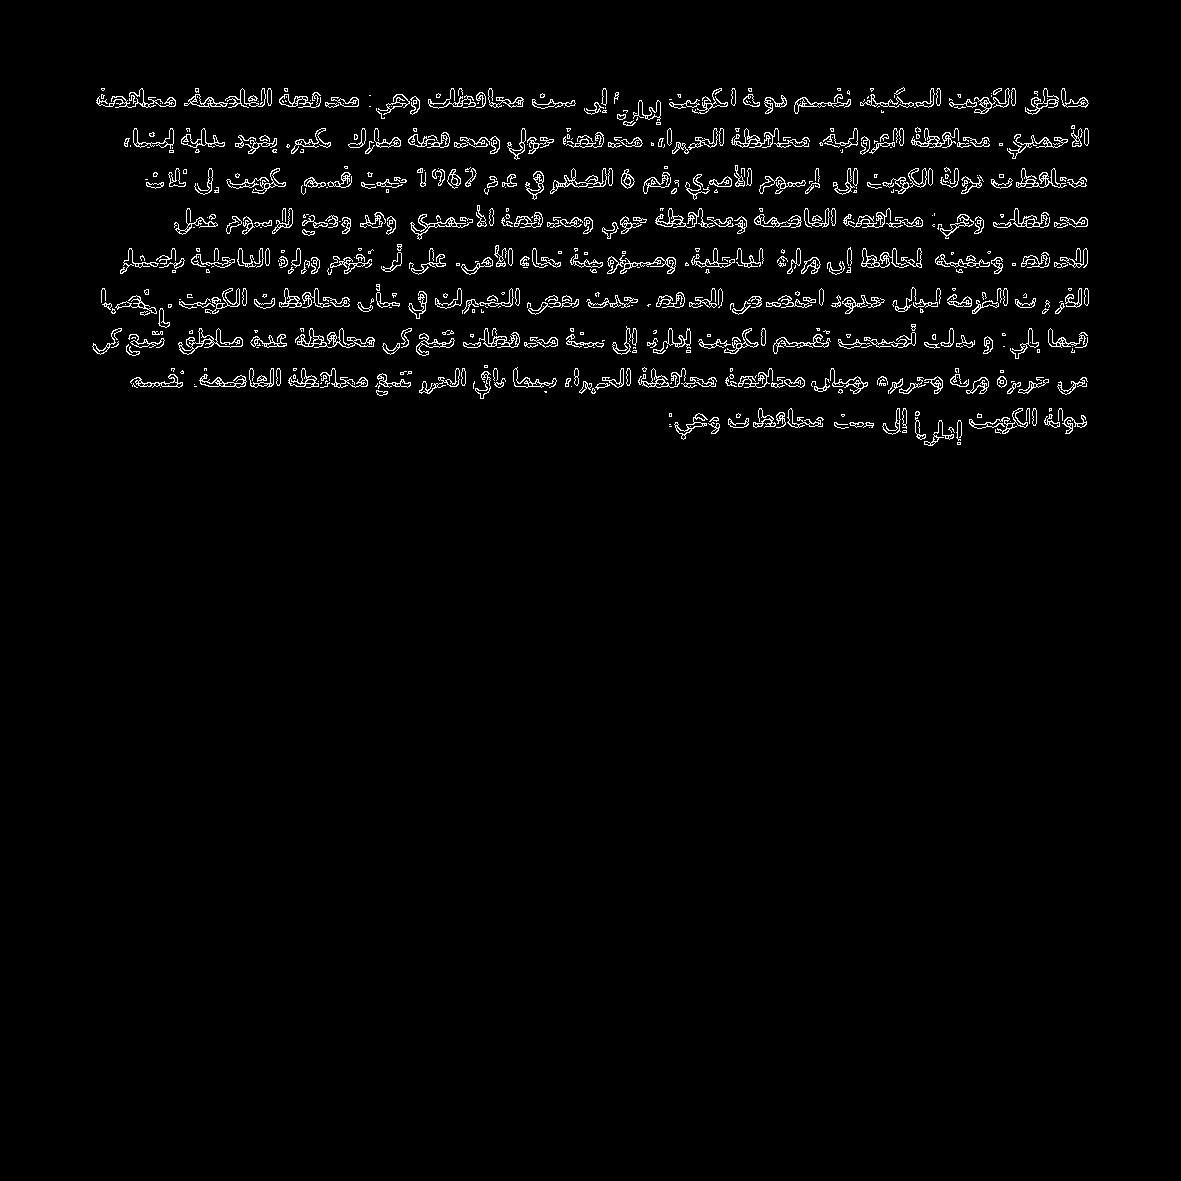 مناطق الكويت السكنية، تقسم دولة الكويت إدارياً إلى ست محافظات وهي: محافظة العاصمة، محافظة
الأحمدي، محافظة الفروانية، محافظة الجهراء، محافظة حولي ومحافظة مبارك الكبير. يعود بداية إنشاء
محافظات دولة الكويت إلى المرسوم الأميري رقم 6 الصادر في عام 1962 حيث قسم الكويت إلى ثلاث
محافظات وهي: محافظة العاصمة ومحافظة حولي ومحافظة الأحمدي وقد وضع المرسوم عمل
المحافظ، وتبعيته المحافظ إلى وزارة الداخلية، ومسؤوليته تجاه الأمن، على أن تقوم وزارة الداخلية بإصدار
القرارات اللازمة لبيان حدود اختصاص المحافظ. حدث بعض التغييرات في شأن محافظات الكويت
فيما يلي: و بذلك أصبحت تقسم الكويت إدارياً إلى ستة محافظات تتبع كل محافظة عدة مناطق تتبع كل
من جزيرة وربة وجزيرة بوبيان محافظة محافظة الجهراء بينما باقي الجزر تتبع محافظة العاصمة. تقسم
دولة الكويت إدارياً إلى ست محافظات وهي: